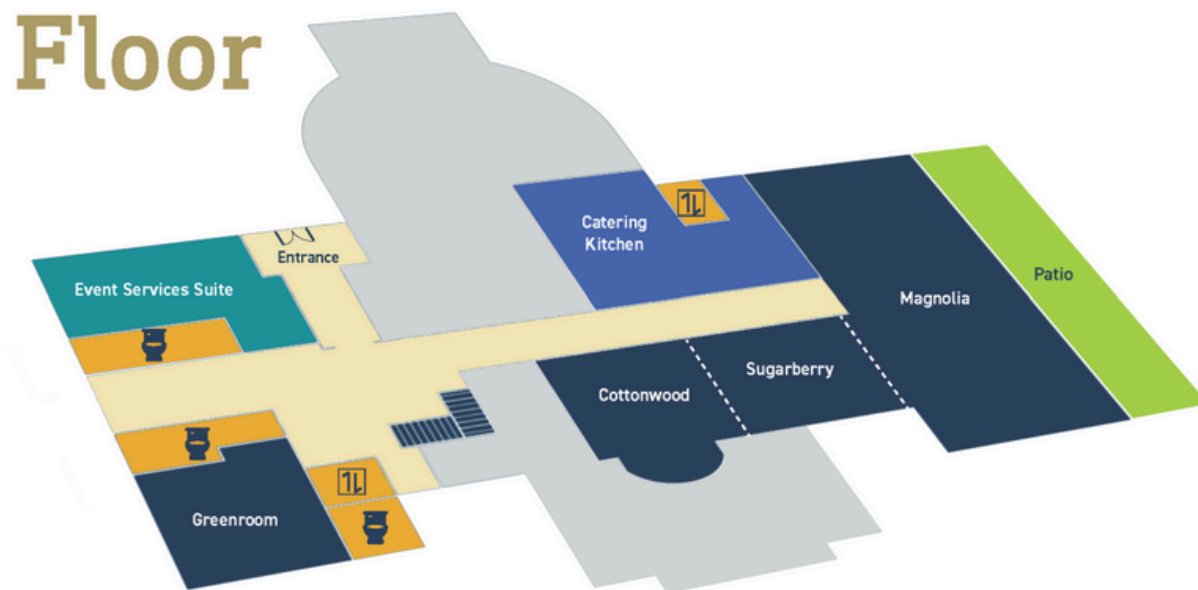 Floor
Catering
Kitchen
Entrance
Event Services Suite
Patio
Magnolia
Sugarberry
Cottonwood
Greenroom